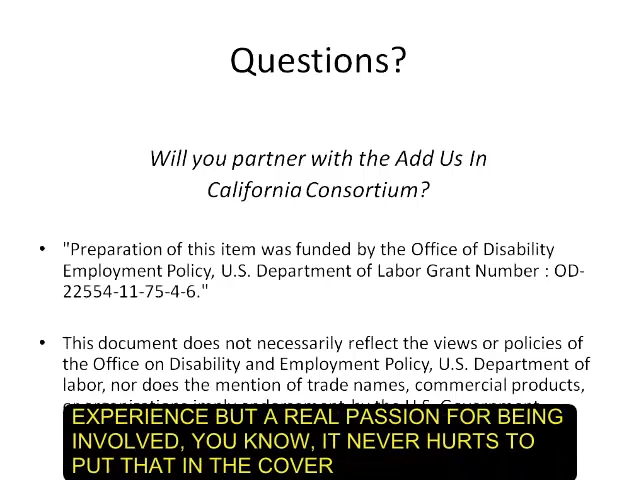 Questions?
Will you partner with the Add Us In
California Consortium?
• "Preparation of this item was funded by the Office of Disability
Employment Policy, U.S. Department of Labor Grant Number : OD-
22554-11-75-4-6."
• This document does not necessarily reflect the views or policies of
the Office on Disability and Employment Policy, U.S. Department of
labor, nor does the mention of trade names, commercial products,
EXPERIENCE BUT A REAL PASSION FOR BEING
INVOLVED, YOU KNOW, IT NEVER HURTS TO
PUT THAT IN THE COVER